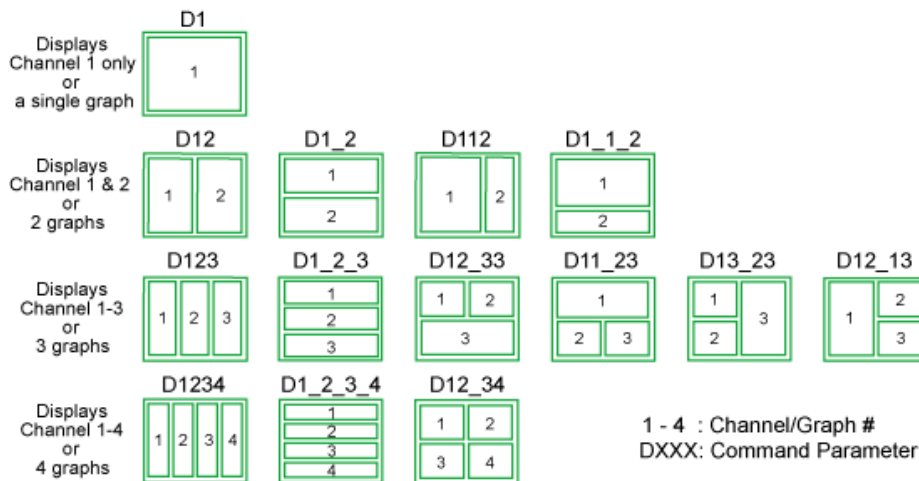 D1
Displays
Channel 1 only
or
a single graph
1
D12 D1_2 D112 D1_1_2
Displays
Channel 1 & 2
or
2 graphs
1 2
1
2
1 2
1
2
D123 D1_2_3 D12_33 D11_23 D13_23 D12_13
Displays
Channel 1-3
or
3 graphs
1 2 3
1
2
3
1 2
3
1
2 3
1
2
3
1
2
3
D1234 D1_2_3_4 D12_34
Displays
Channel 1-4
or
4 graphs
1 2 3 4
1
2
3
4
1 2
3 4
1 - 4 : Channel/Graph #
DXXX: Command Parameter